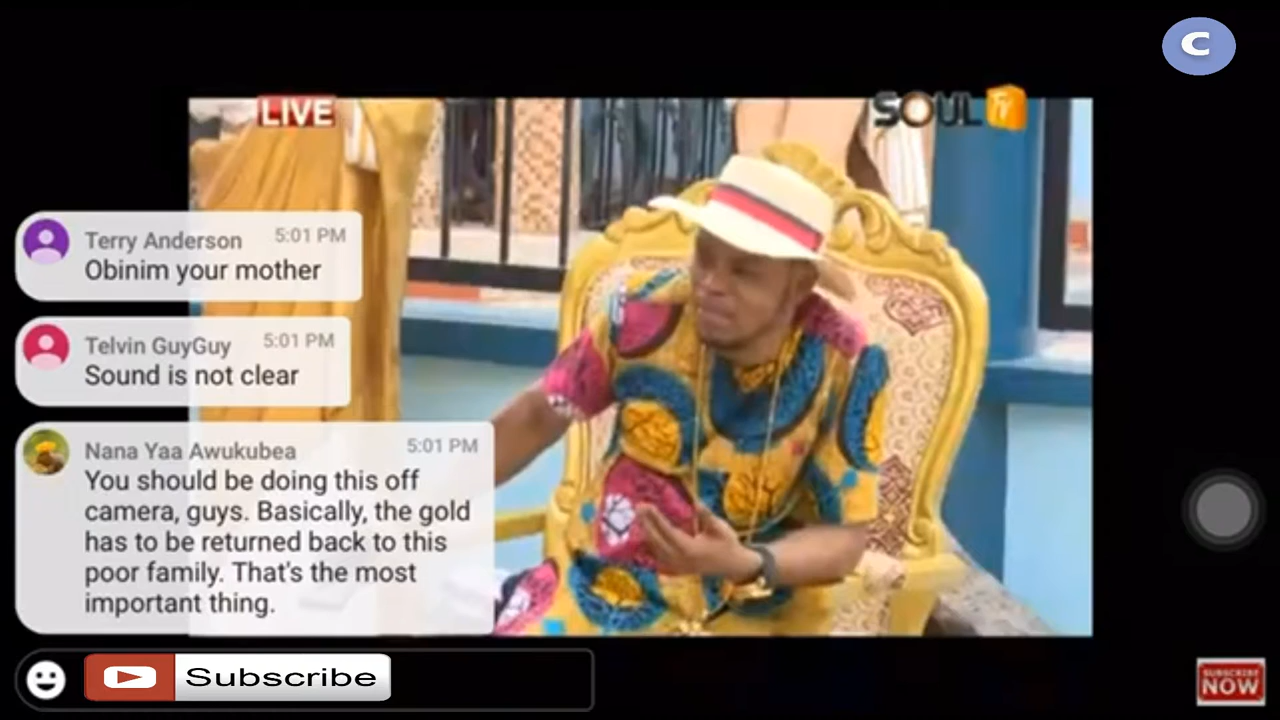 C
LIVE
SOUL TV
Terry Anderson 5:01 PM
Obinim your mother
Telvin GuyGuy 5:01 PM
Sound is not clear
Nana Yaa Awukubea 5:01 PM
You should be doing this off
camera, guys. Basically, the gold
has to be returned back to this
poor family. That's the most
important thing.
Subscribe
SUBSCRIBE
NOW